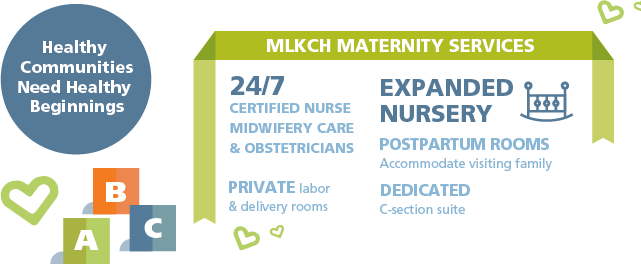 Healthy
Communities
Need Healthy
Beginnings
B
A
C
MLKCH MATERNITY SERVICES
24/7
CERTIFIED NURSE
MIDWIFERY CARE
& OBSTETRICIANS
PRIVATE labor
& delivery rooms
EXPANDED
NURSERY
POSTPARTUM ROOMS
Accommodate visiting family
DEDICATED
C-section suite